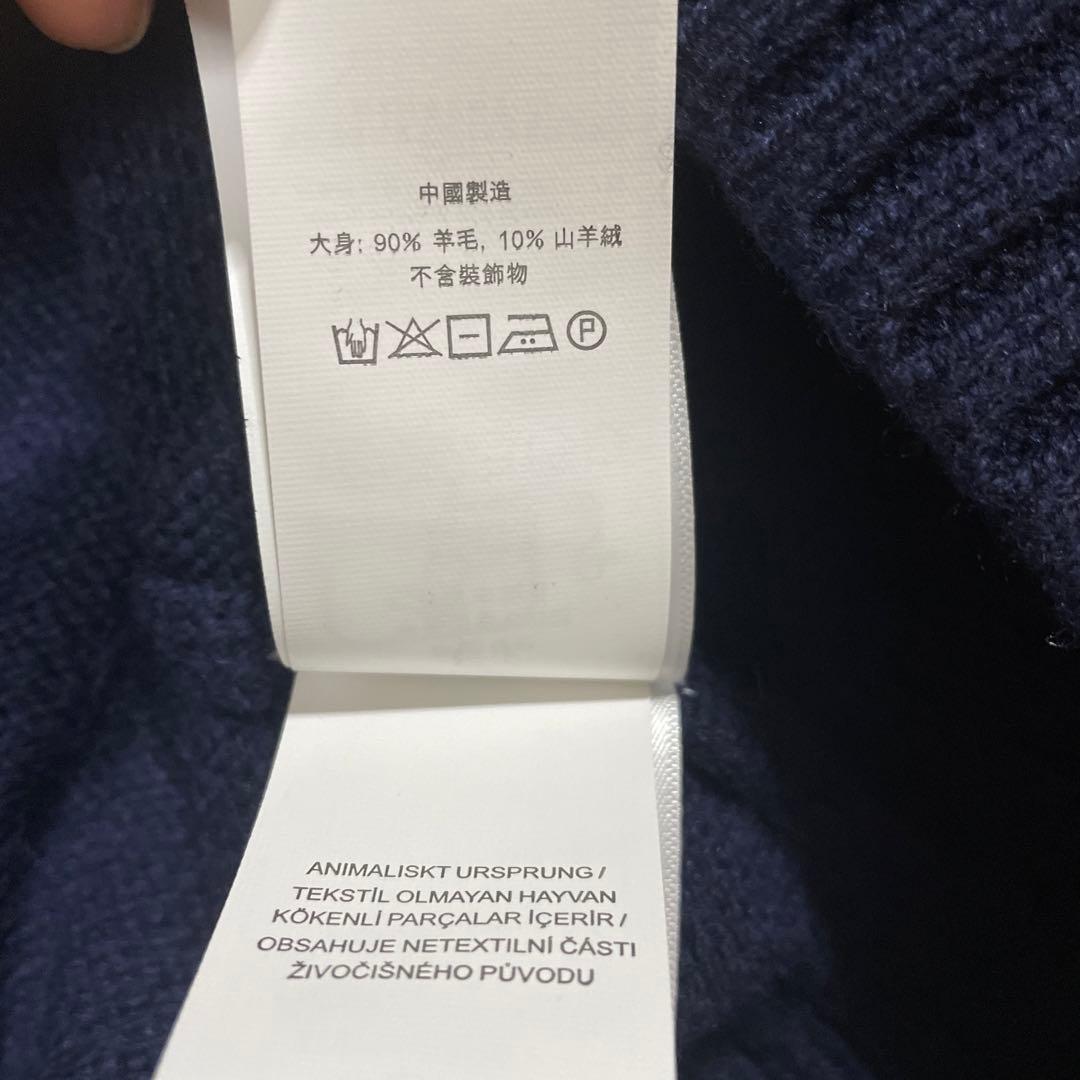 中國製造
大身: 90% 羊毛, 10% 山羊絨
不含裝飾物
P
ANIMALISKT URSPRUNG /
TEKSTİL OLMAYAN HAYVAN
KÖKENLİ PARÇALAR İÇERİR /
OBSAHUJE NETEXTILNÍ ČÁSTI
ŽIVOČIŠNÉHO PŮVODU